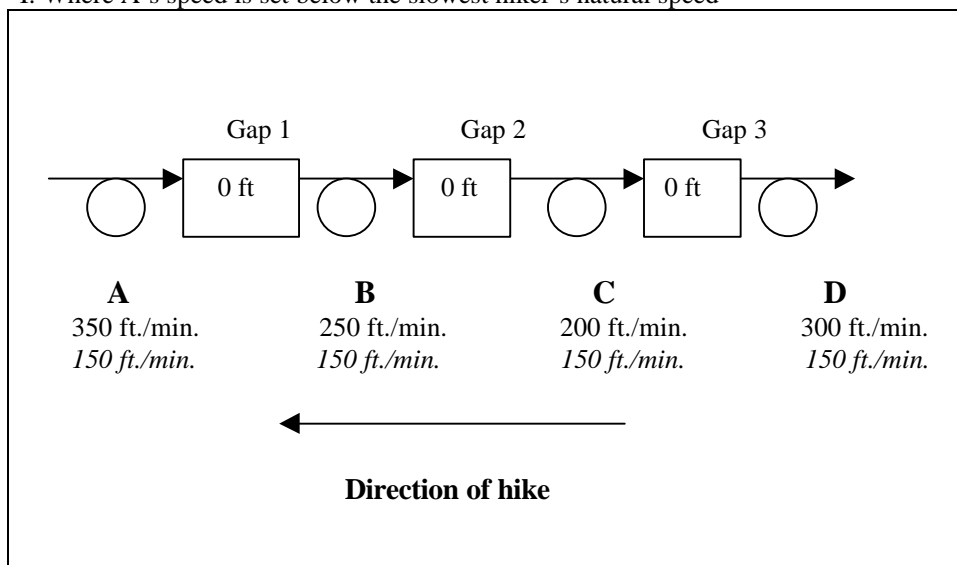 1. Where A's speed is set below the slowest hiker's natural speed
Gap 1 Gap 2 Gap 3
0 ft 0 ft 0 ft
A B C D
350 ft./min. 250 ft./min. 200 ft./min. 300 ft./min.
150 ft./min. 150 ft./min. 150 ft./min. 150 ft./min.
Direction of hike